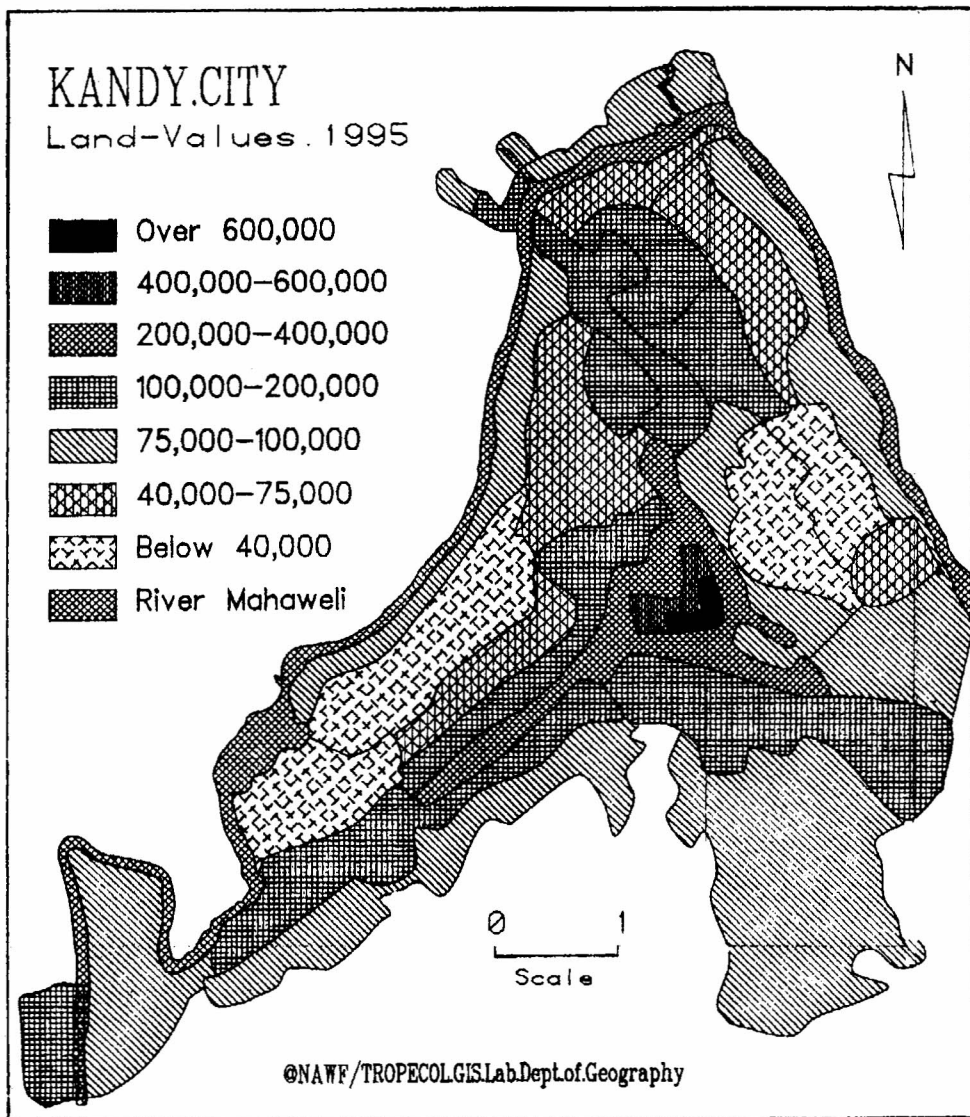 KANDY.CITY
Land-Values.1995
N
Over 600,000
400,000-600,000
200,000-400,000
100,000-200,000
75,000-100,000
40,000-75,000
Below 40,000
River Mahaweli
0 1
Scale
@NAWF/TROPECOLGIS.Lab.Dept.of.Geography